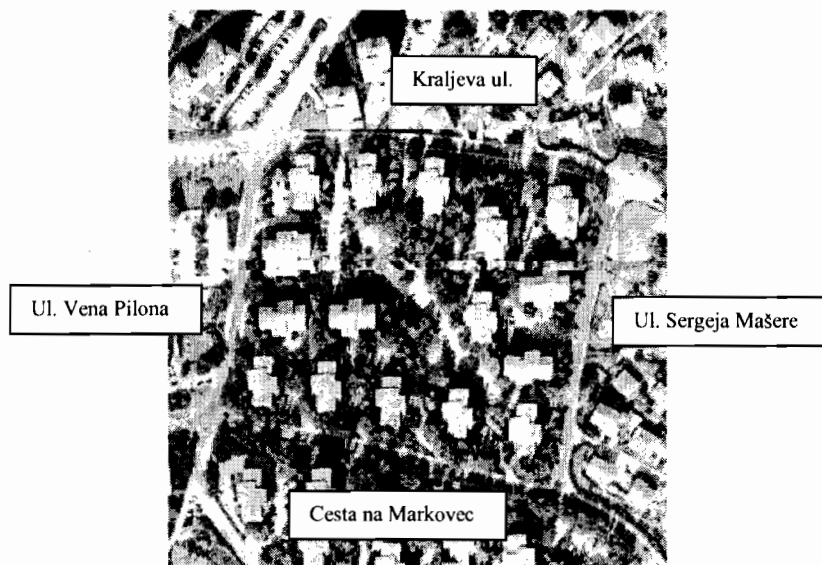 Kraljeva ul.
Ul. Vena Pilona
Ul. Sergeja Mašere
Cesta na Markovec